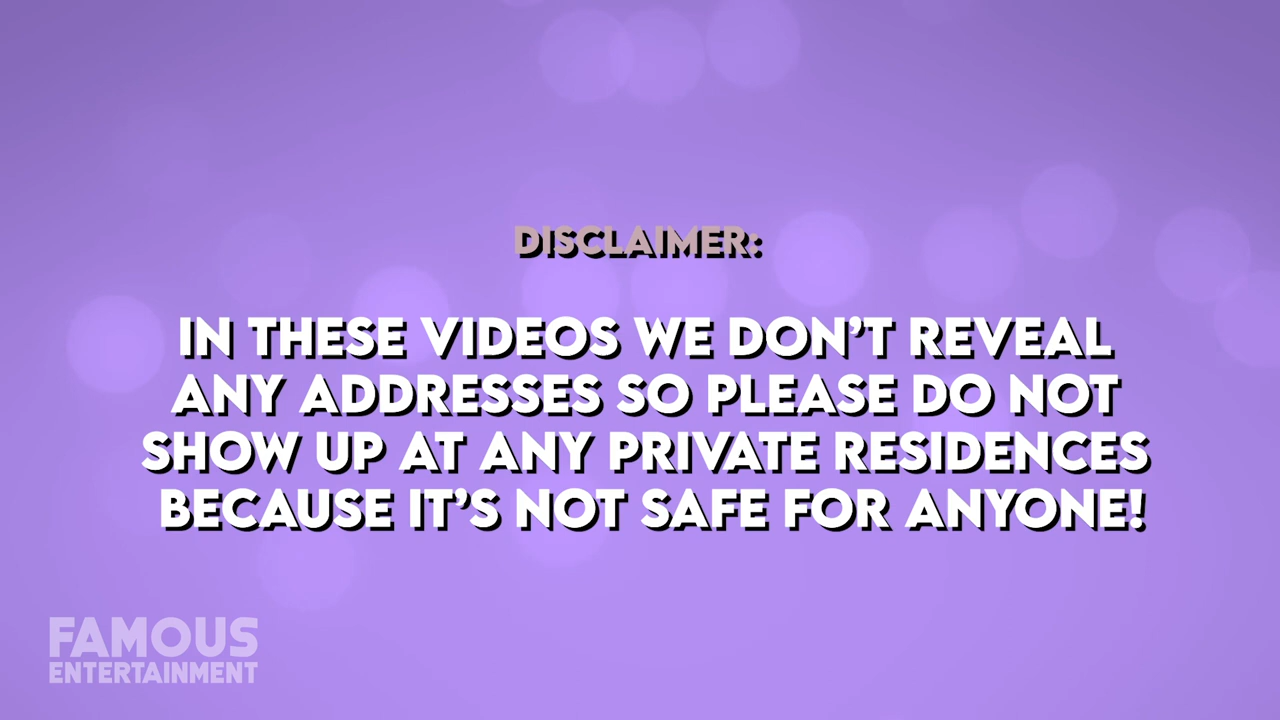 DISCLAIMER:
IN THESE VIDEOS WE DON'T REVEAL
ANY ADDRESSES SO PLEASE DO NOT
SHOW UP AT ANY PRIVATE RESIDENCES
BECAUSE IT'S NOT SAFE FOR ANYONE!
FAMOUS
ENTERTAINMENT